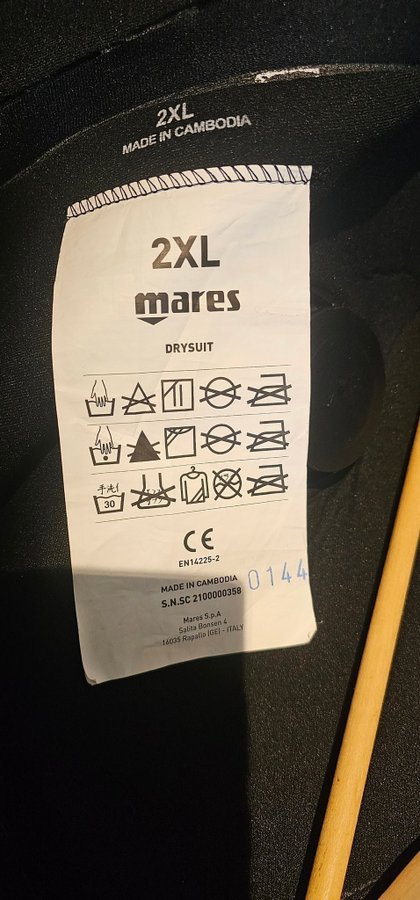 2XL
MADE IN CAMBODIA
2XL
mares
DRYSUIT
手洗イ
30
CE
EN14225-2
MADE IN CAMBODIA
0144
S.N.SC 2100000358
Mares S.p.A
Salita Bonsen 4
16035 Rapallo (GE) - ITALY